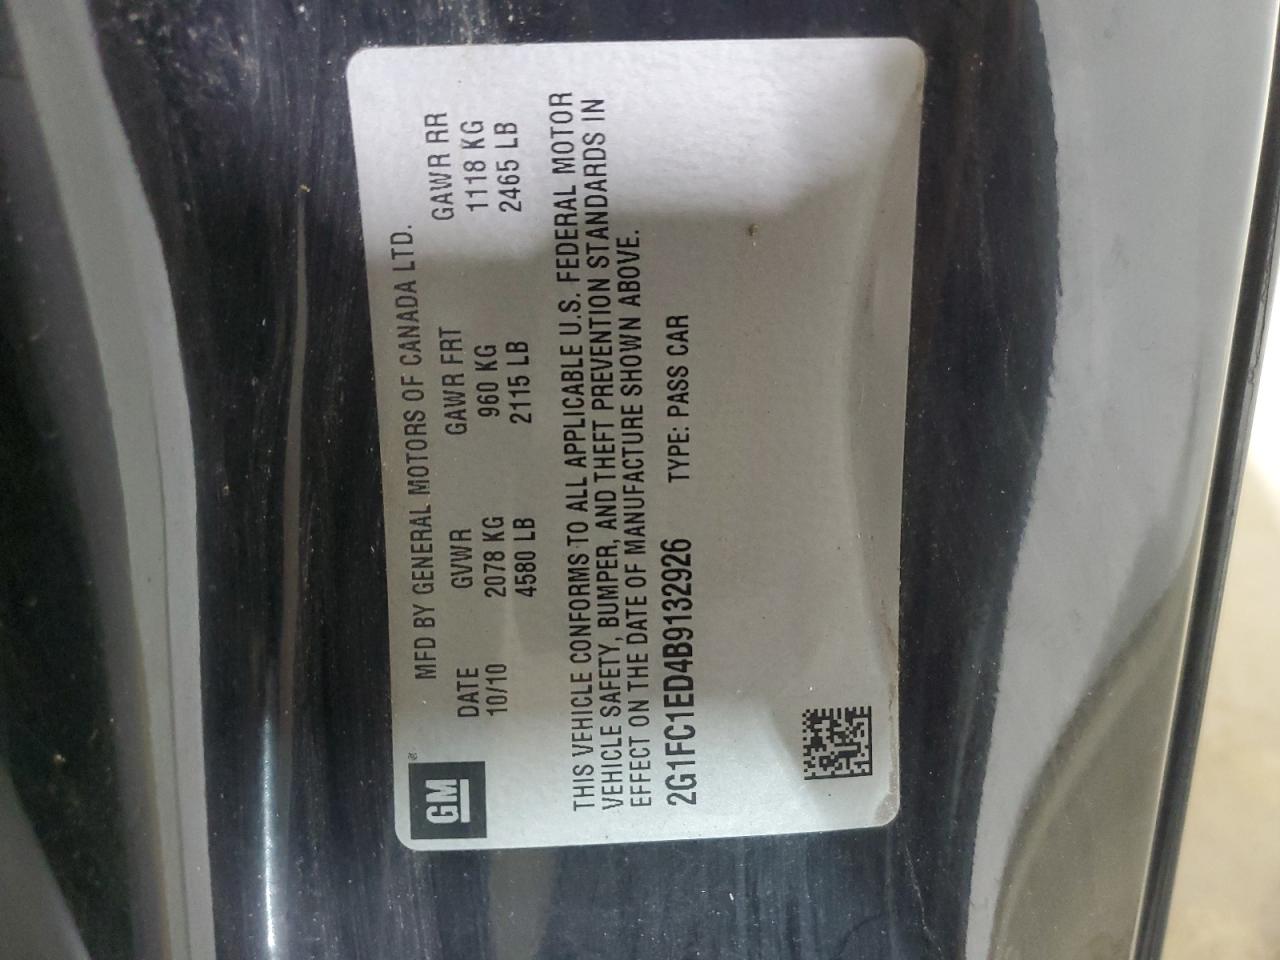 GM®
MFD BY GENERAL MOTORS OF CANADA LTD.
DATE GVWR GAWR FRT GAWR RR
10/10 2078 KG 960 KG 1118 KG
4580 LB 2115 LB 2465 LB
THIS VEHICLE CONFORMS TO ALL APPLICABLE U.S. FEDERAL MOTOR
VEHICLE SAFETY, BUMPER, AND THEFT PREVENTION STANDARDS IN
EFFECT ON THE DATE OF MANUFACTURE SHOWN ABOVE.
2G1FC1ED4B9132926 TYPE: PASS CAR